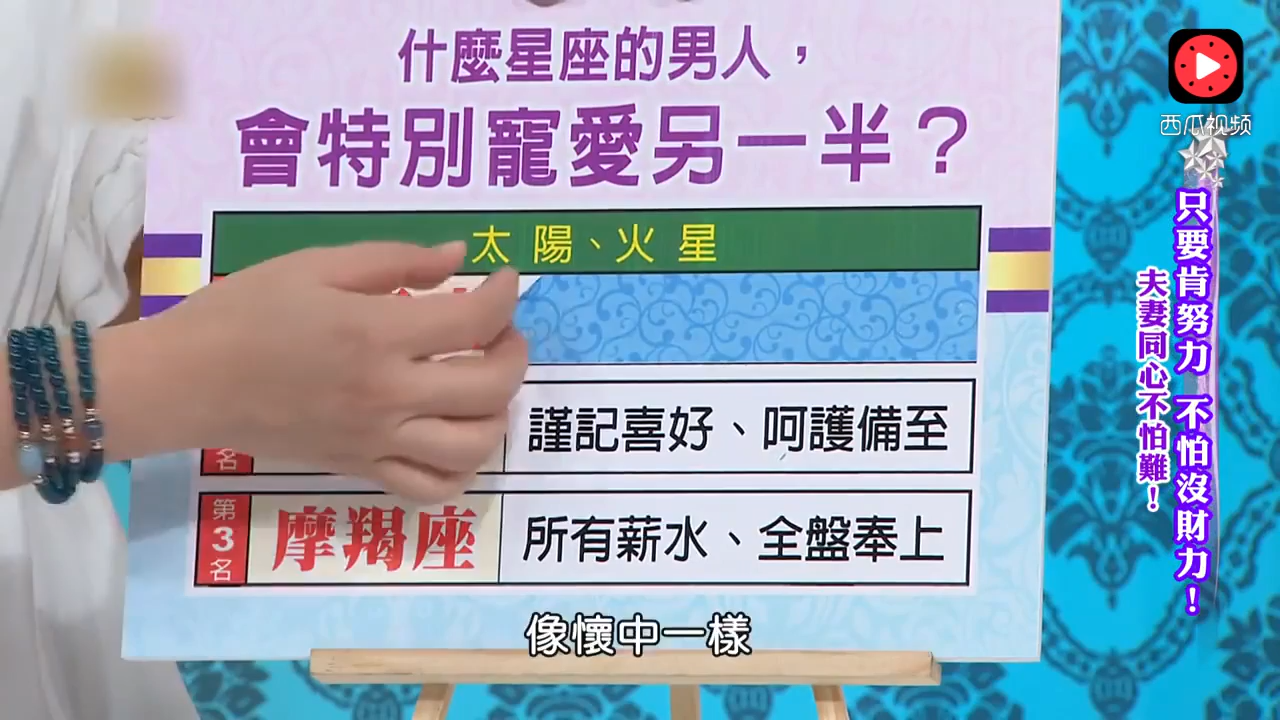 什麼星座的男人，
會特別寵愛另一半？
太陽、火星
名
謹記喜好、呵護備至
第3名
摩羯座
所有薪水、全盤奉上
像懷中一樣
西瓜视频
只要肯努力 不怕沒財力！
夫妻同心不怕難！